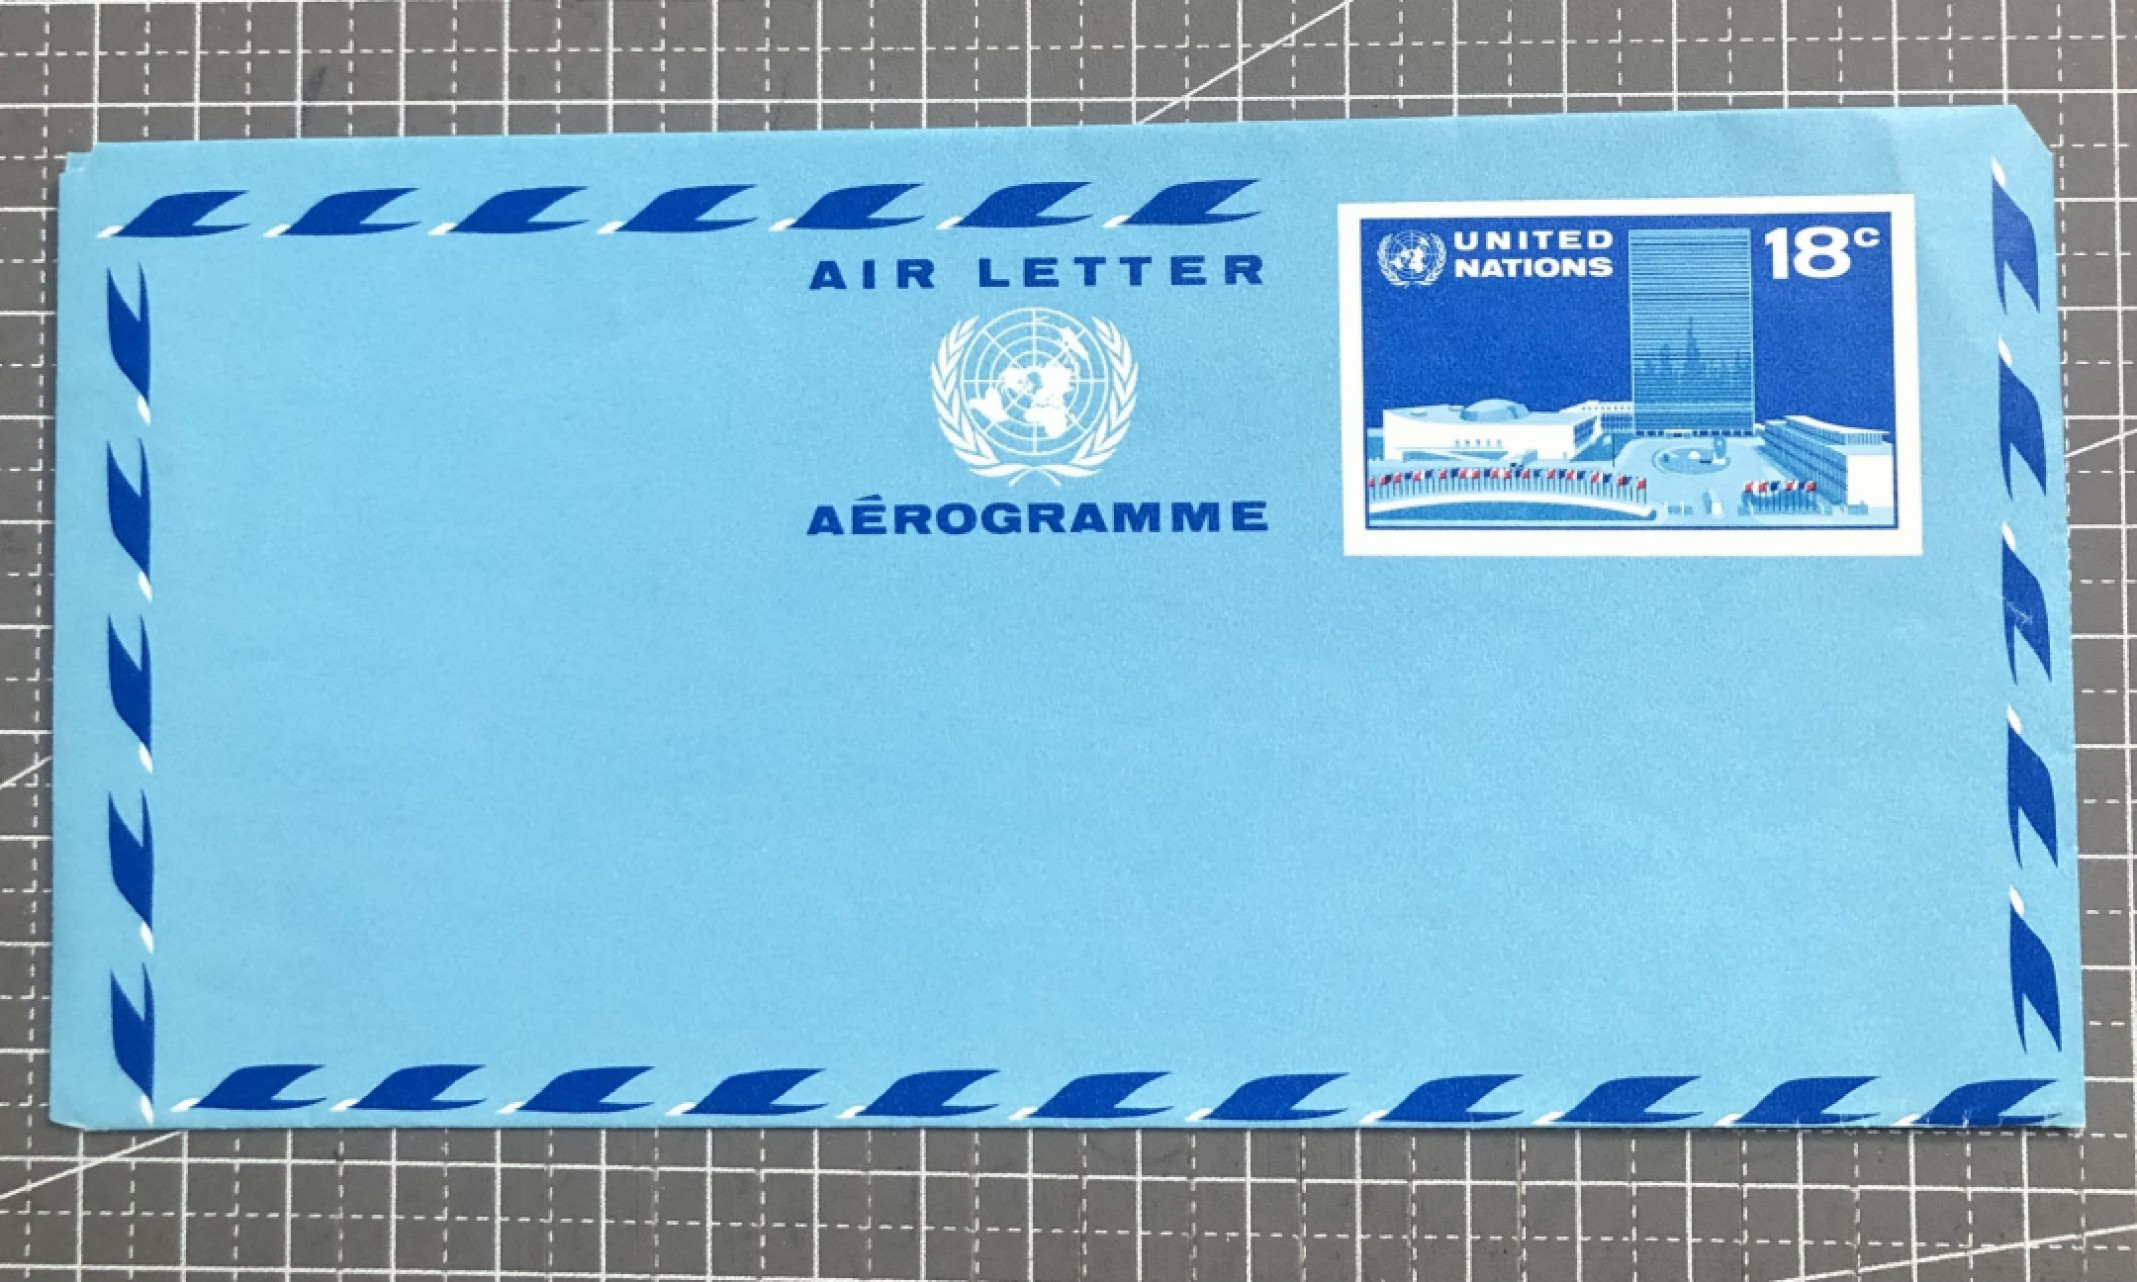 AIR LETTER
AÉROGRAMME
UNITED
NATIONS
18c